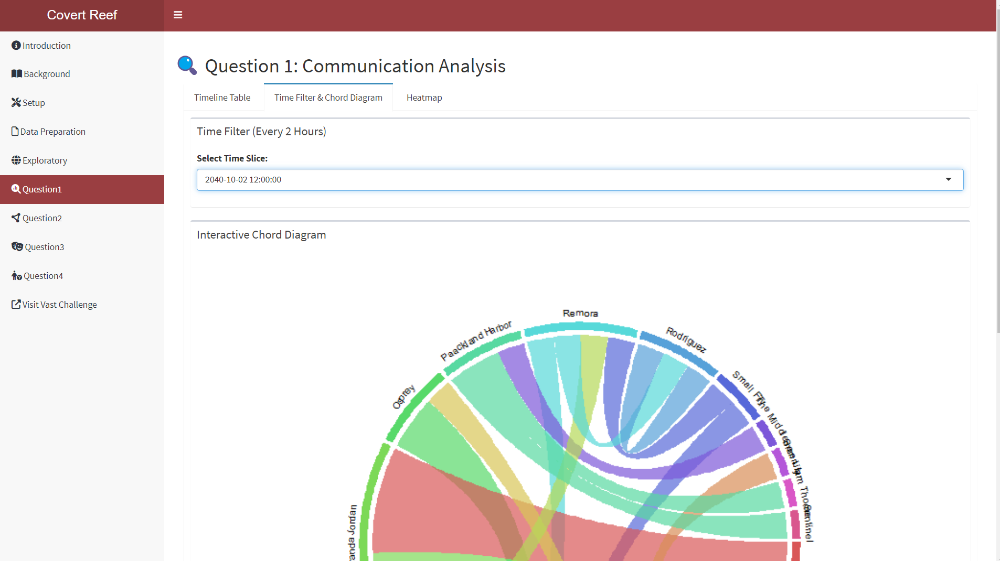 Covert Reef
Introduction
Background
Setup
Data Preparation
Exploratory
Question1
Question2
Question3
Question4
Visit Vast Challenge
Question 1: Communication Analysis
Timeline Table
Time Filter & Chord Diagram
Heatmap
Time Filter (Every 2 Hours)
Select Time Slice:
2040-10-02 12:00:00
Interactive Chord Diagram
Remora
Paackland Harbor
Rodriguez
Osprey
Small Fry
The Middleman
Thomas
Sentinel
anda Jordan